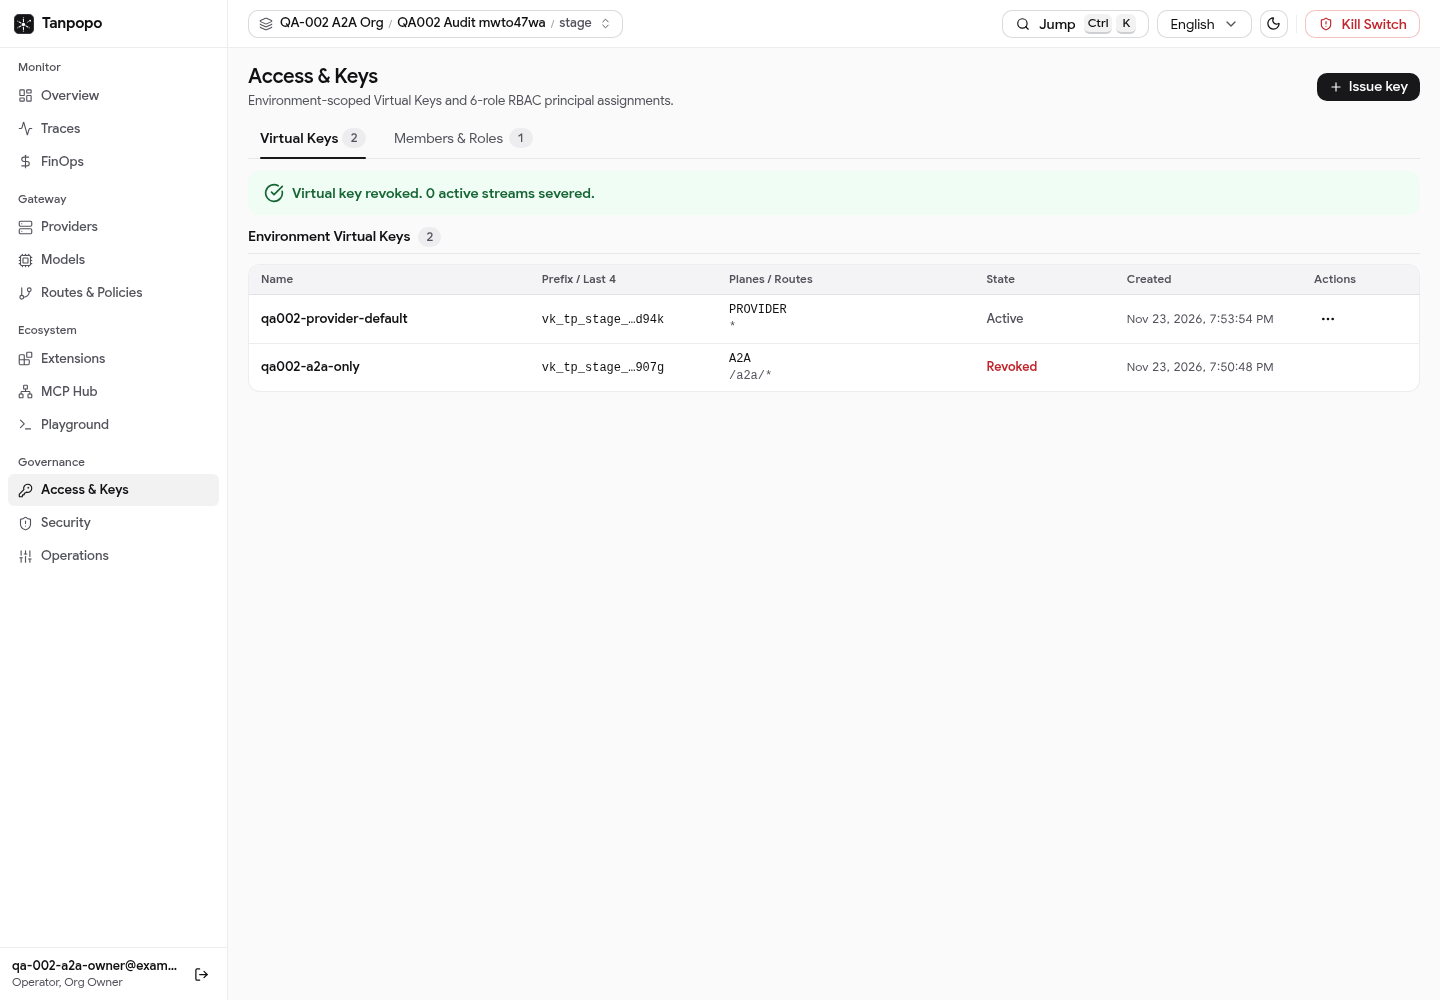 Tanpopo
QA-002 A2A Org / QA002 Audit mwto47wa / stage
Jump Ctrl K
English
Kill Switch
Monitor
Overview
Traces
FinOps
Gateway
Providers
Models
Routes & Policies
Ecosystem
Extensions
MCP Hub
Playground
Governance
Access & Keys
Security
Operations
qa-002-a2a-owner@exam...
Operator, Org Owner
Access & Keys
Environment-scoped Virtual Keys and 6-role RBAC principal assignments.
+ Issue key
Virtual Keys 2 Members & Roles 1
Virtual key revoked. 0 active streams severed.
Environment Virtual Keys 2
Name Prefix / Last 4 Planes / Routes State Created Actions
qa002-provider-default vk_tp_stage_…d94k PROVIDER Active Nov 23, 2026, 7:53:54 PM ...
*
qa002-a2a-only vk_tp_stage_…907g A2A Revoked Nov 23, 2026, 7:50:48 PM
/a2a/*